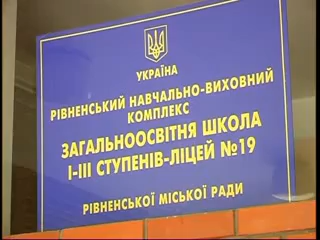 УКРАЇНА
РІВНЕНСЬКИЙ НАВЧАЛЬНО-ВИХОВНИЙ
КОМПЛЕКС
ЗАГАЛЬНООСВІТНЯ ШКОЛА
І-ІІІ СТУПЕНІВ-ЛІЦЕЙ №19
РІВНЕНСЬКОЇ МІСЬКОЇ РАДИ